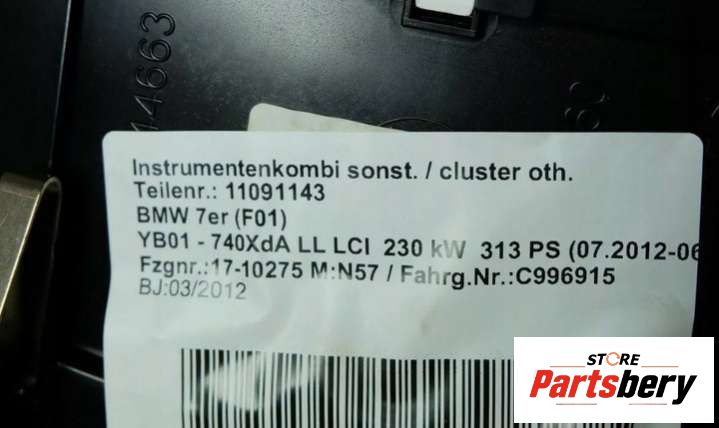 44663
Instrumentenkombi sonst. / cluster oth.
Teilenr.: 11091143
BMW 7er (F01)
YB01 - 740XdA LL LCI 230 kW 313 PS (07.2012-06
Fzgnr.:17-10275 M:N57 / Fahrg.Nr.:C996915
BJ:03/2012
STORE
Partsbery